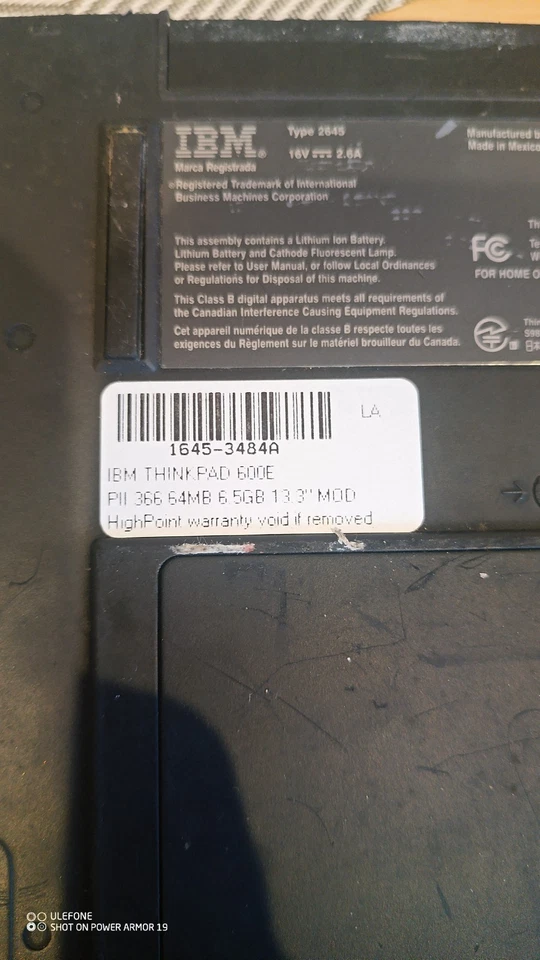 IBM®
Type 2645
16V ⎓ 2.6A
Manufactured b
Made in Mexico
Marca Registrada
Registered Trademark of International
Business Machines Corporation
This assembly contains a Lithium Ion Battery.
Lithium Battery and Cathode Fluorescent Lamp.
Please refer to User Manual, or follow Local Ordinances
or Regulations for Disposal of this machine.
This Class B digital apparatus meets all requirements of
the Canadian Interference Causing Equipment Regulations.
Cet appareil numérique de la classe B respecte toutes les
exigences du Règlement sur le matériel brouilleur du Canada.
Th
FC
Te
W
FOR HOME O
LA
1645-3484A
IBM THINKPAD 600E
PII 366 64MB 6.5GB 13.3" MOD
HighPoint warranty void if removed
ULEFONE
SHOT ON POWER ARMOR 19